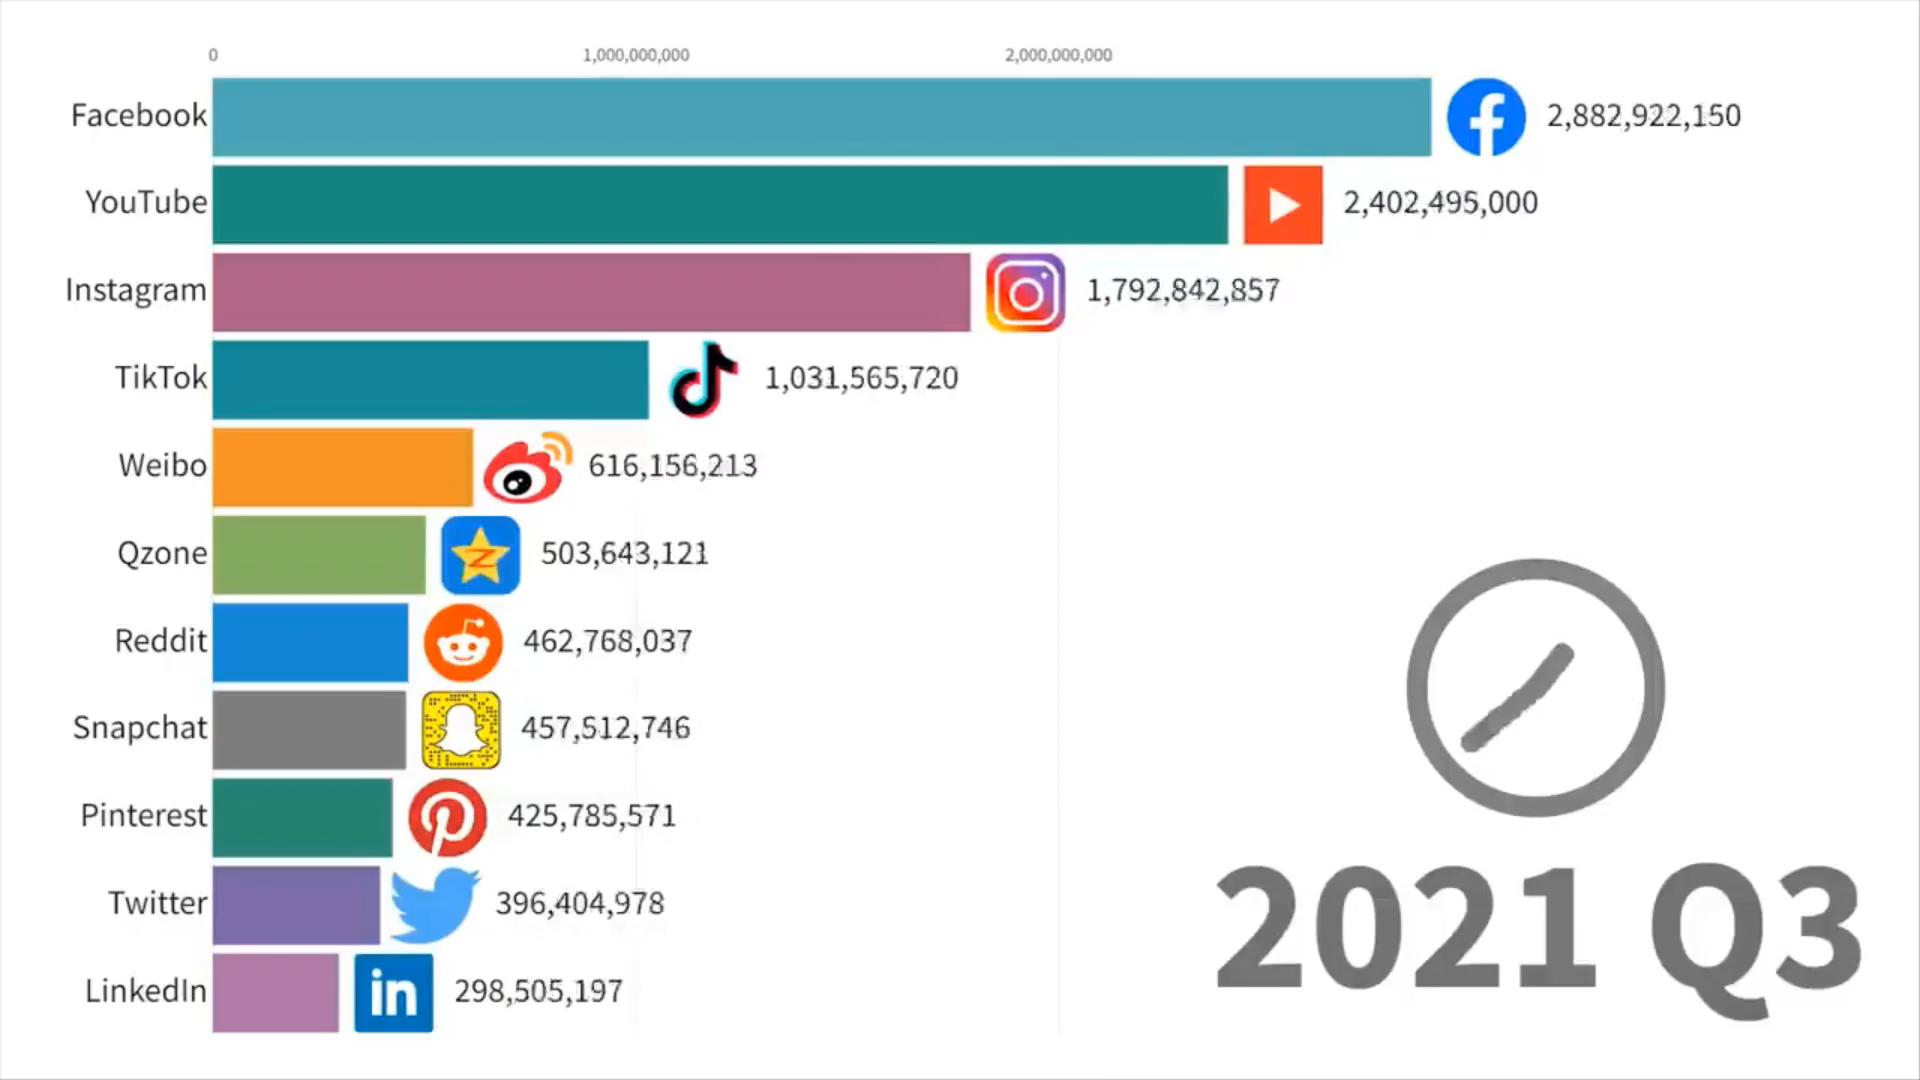 0 1,000,000,000 2,000,000,000
Facebook 2,882,922,150
YouTube 2,402,495,000
Instagram 1,792,842,857
TikTok 1,031,565,720
Weibo 616,156,213
Qzone 503,643,121
Reddit 462,768,037
Snapchat 457,512,746
Pinterest 425,785,571
Twitter 396,404,978
LinkedIn in 298,505,197
2021 Q3